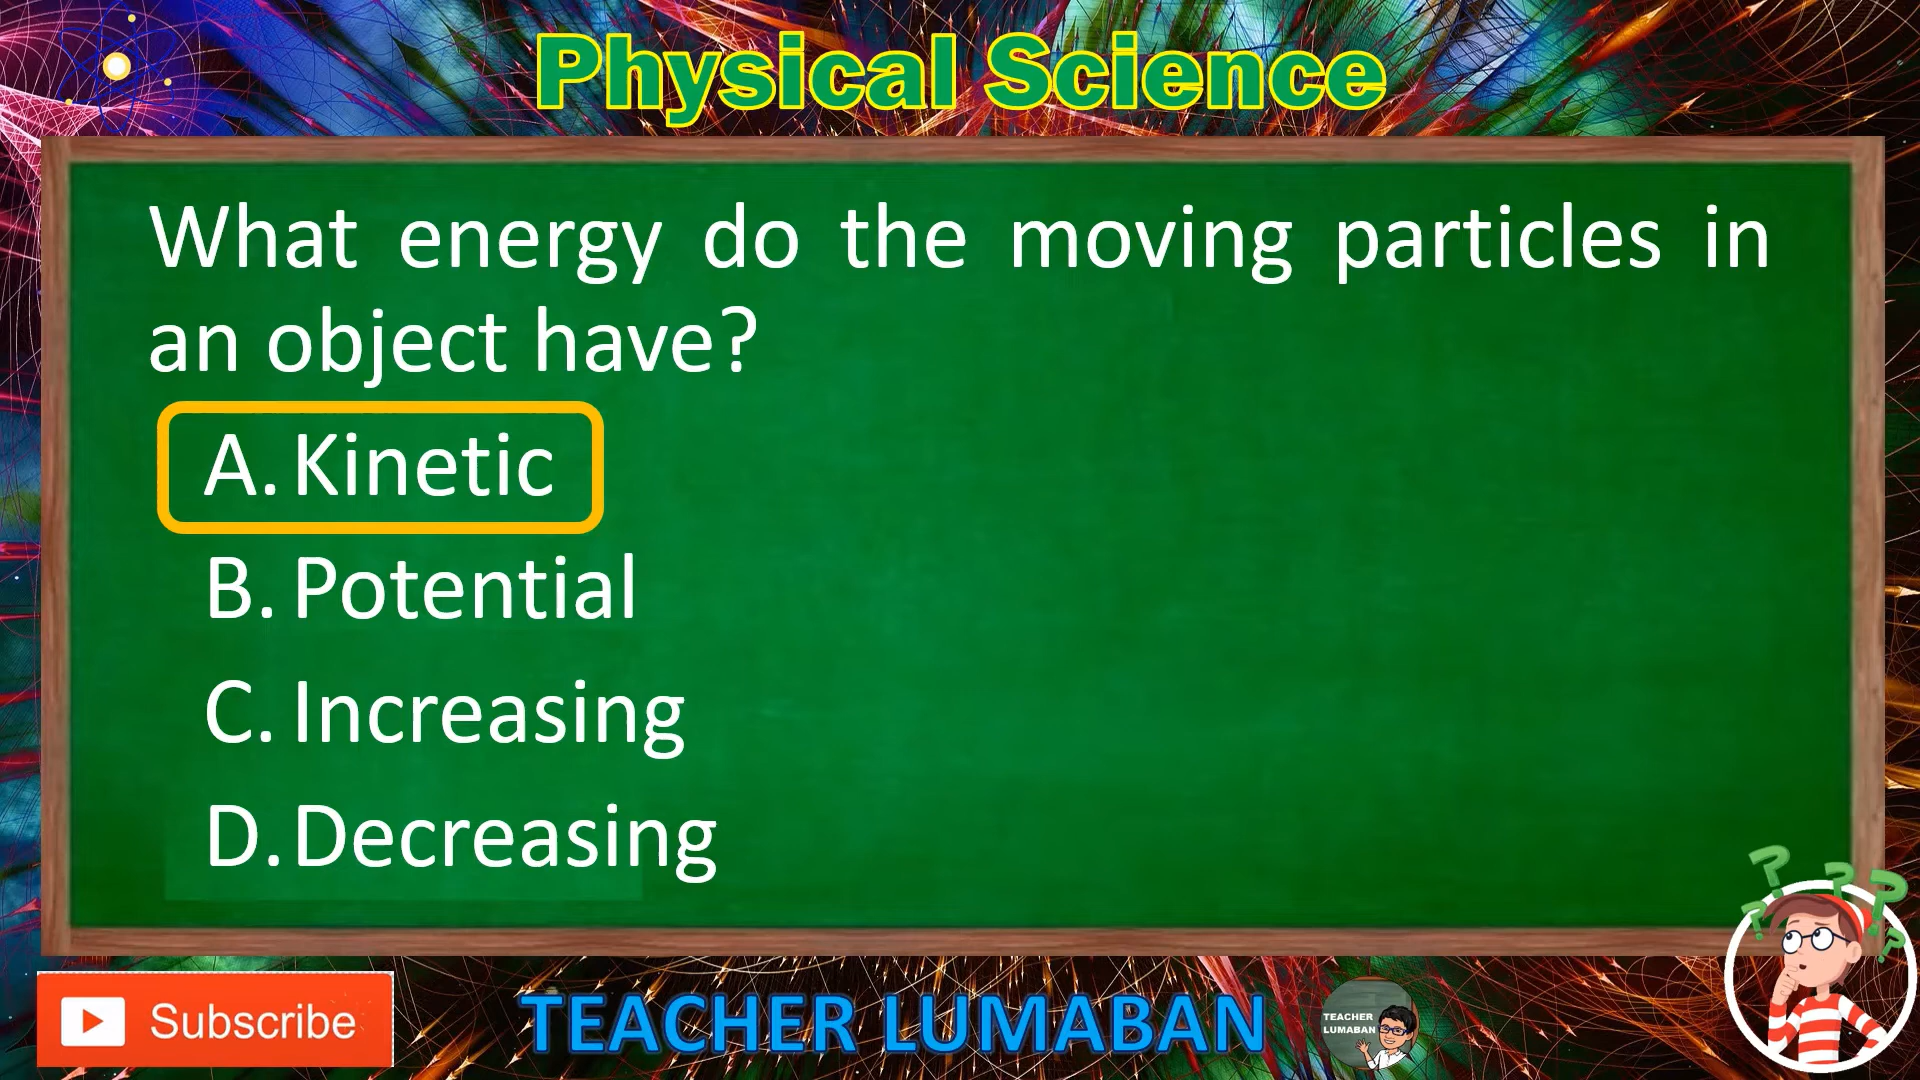 Physical Science
What energy do the moving particles in
an object have?
A. Kinetic
B. Potential
C. Increasing
D. Decreasing
Subscribe
TEACHER LUMABAN
TEACHER
LUMABAN